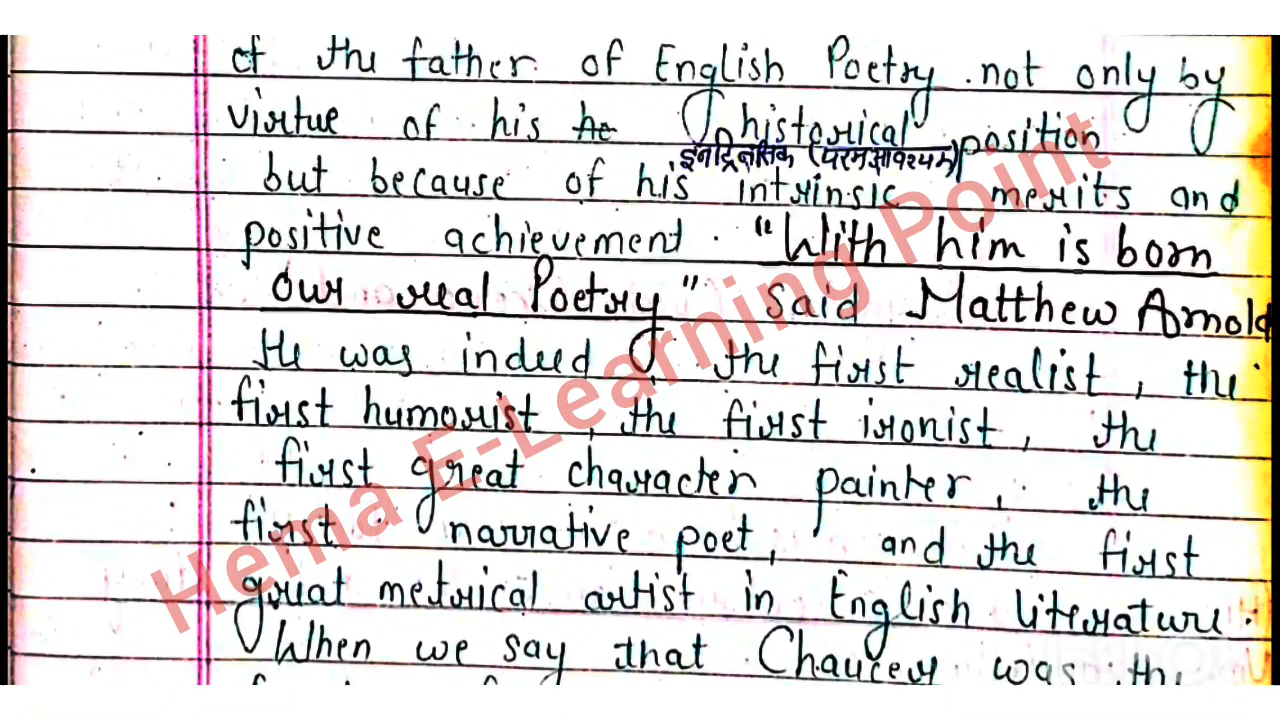 of the father of English Poetry not only by
virtue of his he historical position
इनट्रिनसिक (परमआवश्यक)
but because of his intrinsic merits and
positive achievement. "With him is born
our real Poetry" said Matthew Arnold
He was indeed the first realist, the
first humorist, the first ironist, the
first great character painter, the
first narrative poet, and the first
great metrical artist in English literature.
When we say that Chaucer was the
Hema E-Learning Point